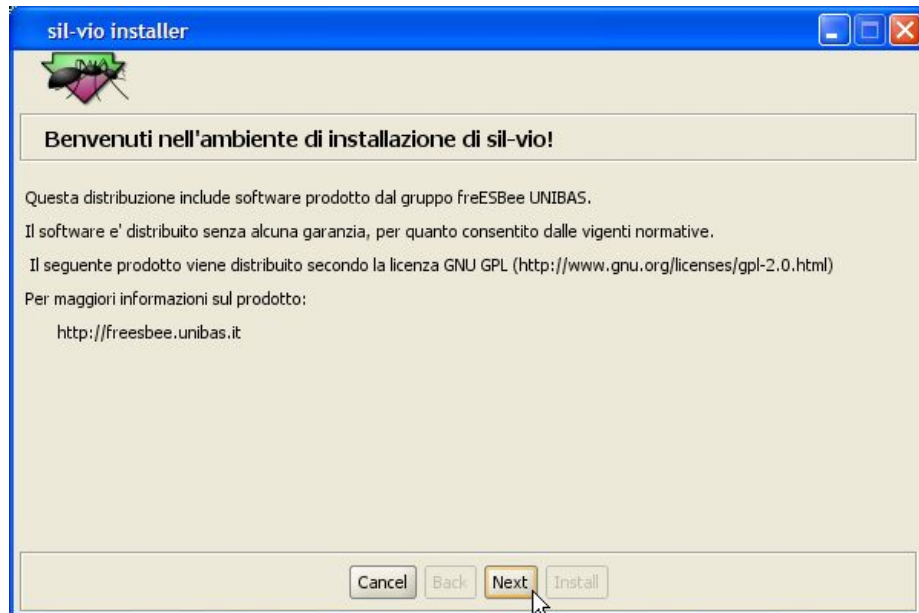 sil-vio installer
Benvenuti nell'ambiente di installazione di sil-vio!
Questa distribuzione include software prodotto dal gruppo freESBee UNIBAS.
Il software e' distribuito senza alcuna garanzia, per quanto consentito dalle vigenti normative.
Il seguente prodotto viene distribuito secondo la licenza GNU GPL (http://www.gnu.org/licenses/gpl-2.0.html)
Per maggiori informazioni sul prodotto:
http://freesbee.unibas.it
Cancel Back Next Install